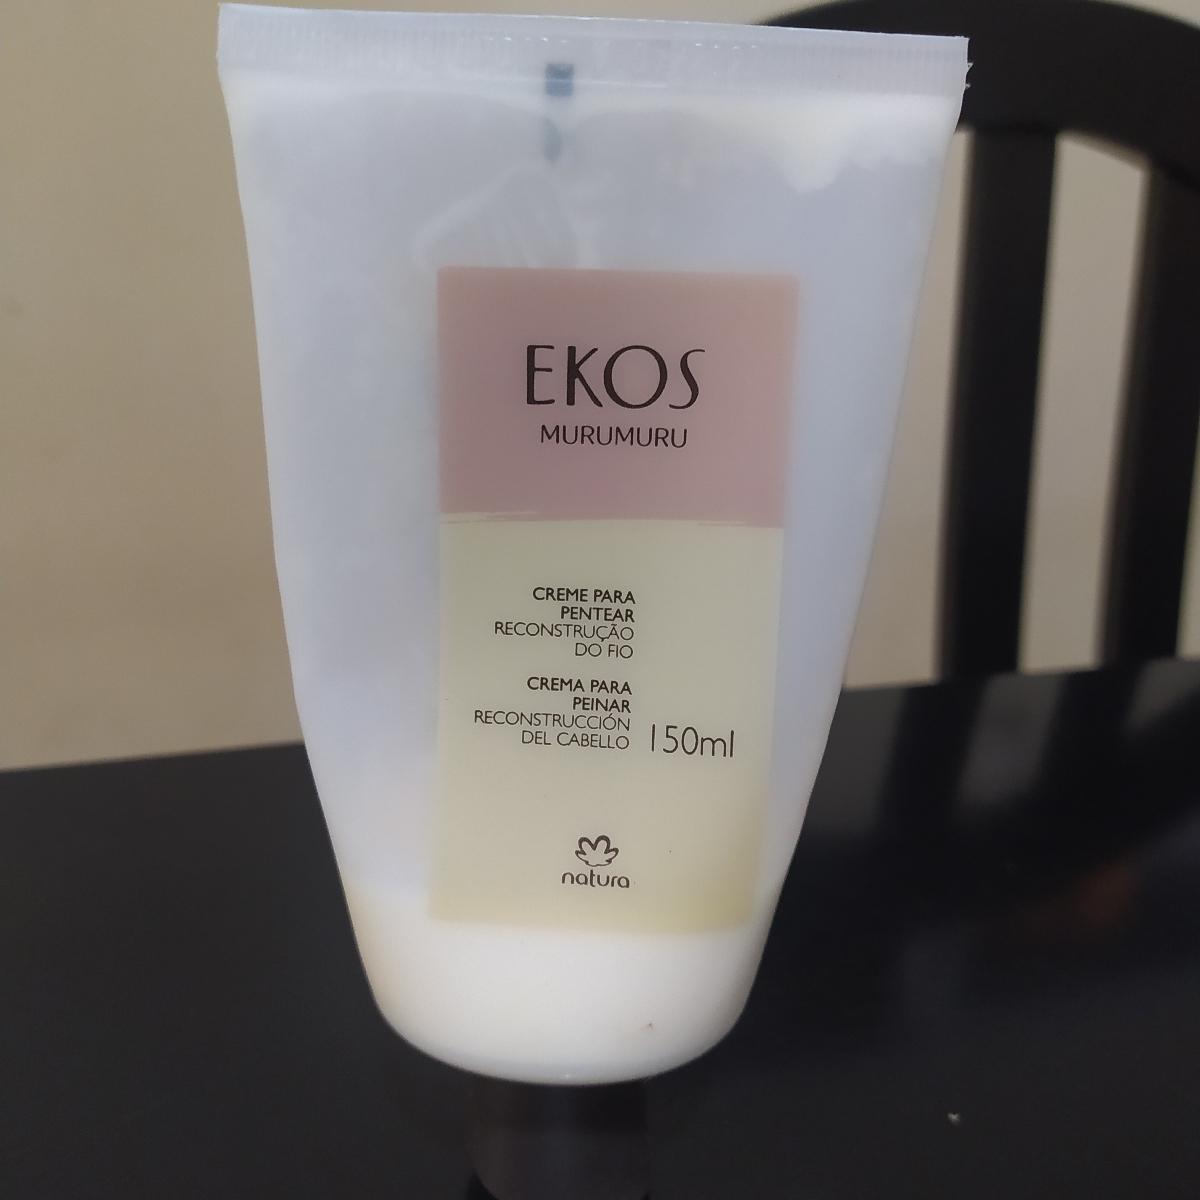 EKOS
MURUMURU
CREME PARA
PENTEAR
RECONSTRUÇÃO
DO FIO
CREMA PARA
PEINAR
RECONSTRUCCIÓN
DEL CABELLO
150ml
natura